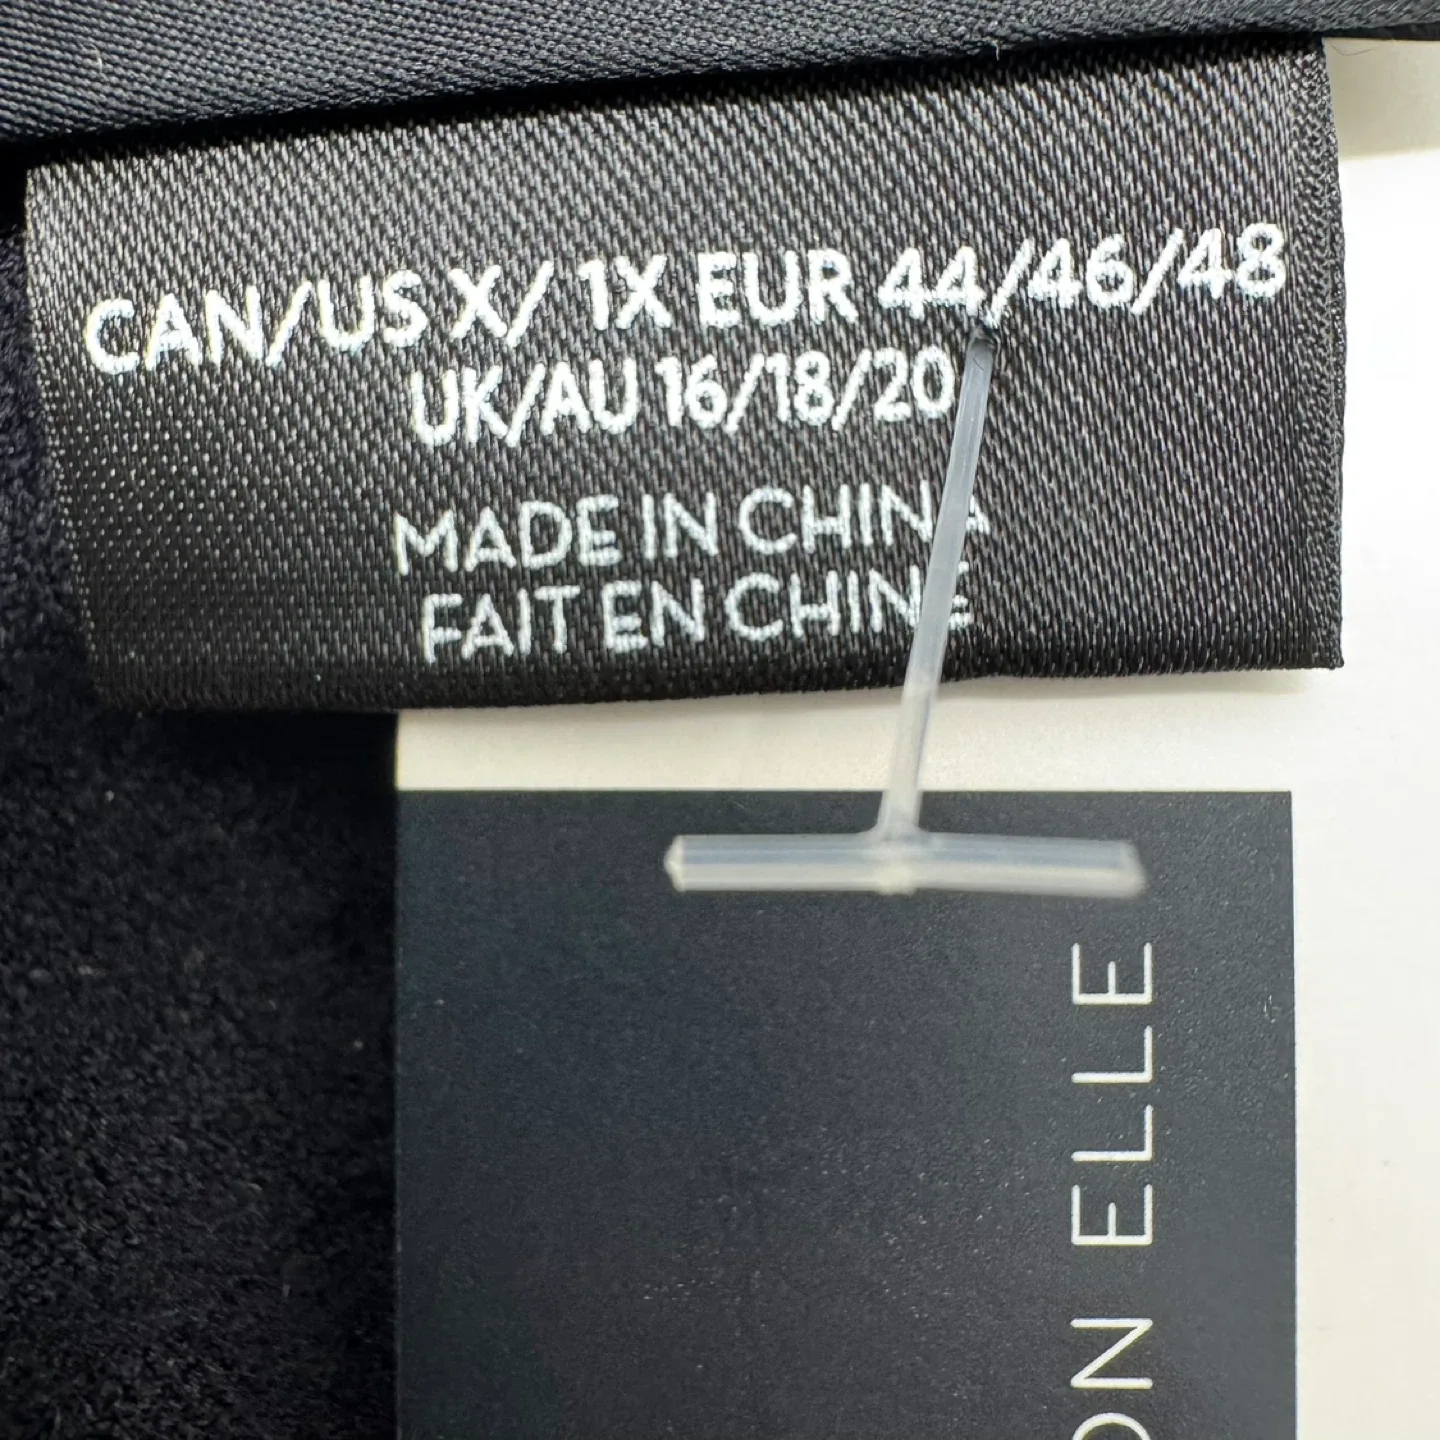 CAN/US X/ 1X EUR 44/46/48
UK/AU 16/18/20
MADE IN CHINA
FAIT EN CHINE
ON ELLE